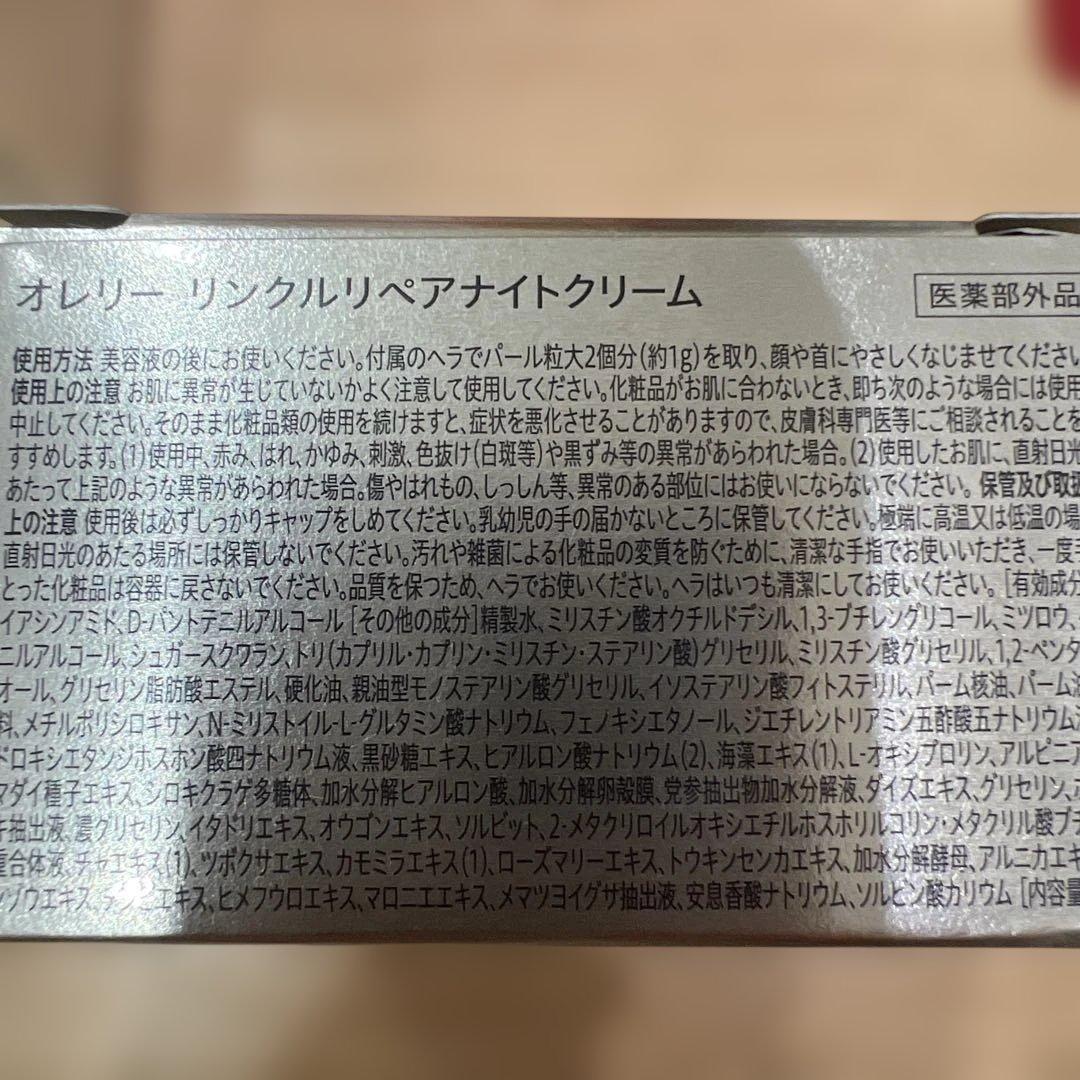 オレリー リンクルリペアナイトクリーム
医薬部外品
使用方法 美容液の後にお使いください。付属のヘラでパール粒大2個分(約1g)を取り、顔や首にやさしくなじませてください
使用上の注意 お肌に異常が生じていないかよく注意して使用してください。化粧品がお肌に合わないとき、即ち次のような場合には使用
中止してください。そのまま化粧品類の使用を続けますと、症状を悪化させることがありますので、皮膚科専門医等にご相談されることを
すすめします。(1)使用中、赤み、はれ、かゆみ、刺激、色抜け(白斑等)や黒ずみ等の異常があらわれた場合。(2)使用したお肌に、直射日光
あたって上記のような異常があらわれた場合。傷やはれもの、しっしん等、異常のある部位にはお使いにならないでください。 保管及び取扱
上の注意 使用後は必ずしっかりキャップをしめてください。乳幼児の手の届かないところに保管してください。極端に高温又は低温の場
直射日光のあたる場所には保管しないでください。汚れや雑菌による化粧品の変質を防ぐために、清潔な手指でお使いいただき、一度手
とった化粧品は容器に戻さないでください。品質を保つため、ヘラでお使いください。ヘラはいつも清潔にしてお使いください。 [有効成分
イアシンアミド、D-パントテニルアルコール [その他の成分]精製水、ミリスチン酸オクチルドデシル、1,3-ブチレングリコール、ミツロウ、
ニルアルコール、シュガースクワラン、トリ(カプリル・カプリン・ミリスチン・ステアリン酸)グリセリル、ミリスチン酸グリセリル、1,2-ペンタ
オール、グリセリン脂肪酸エステル、硬化油、親油型モノステアリン酸グリセリル、イソステアリン酸フィトステリル、パーム核油、パーム油
料、メチルポリシロキサン、N-ミリストイル-L-グルタミン酸ナトリウム、フェノキシエタノール、ジエチレントリアミン五酢酸五ナトリウム液
ドロキシエタンジホスホン酸四ナトリウム液、黒砂糖エキス、ヒアルロン酸ナトリウム(2)、海藻エキス(1)、L-オキシプロリン、アルピニア
マダイ種子エキス、シロキクラゲ多糖体、加水分解ヒアルロン酸、加水分解卵殻膜、党参抽出物加水分解液、ダイズエキス、グリセリン、
抽出液、濃グリセリン、イタドリエキス、オウゴンエキス、ソルビット、2-メタクリロイルオキシエチルホスホリルコリン・メタクリル酸ブチ
重合体液、チャエキス(1)、ツボクサエキス、カモミラエキス(1)、ローズマリーエキス、トウキンセンカエキス、加水分解酵母、アルニカエキ
ンソウエキス、 エキス、ヒメフウロエキス、マロニエエキス、メマツヨイグサ抽出液、安息香酸ナトリウム、ソルビン酸カリウム [内容量